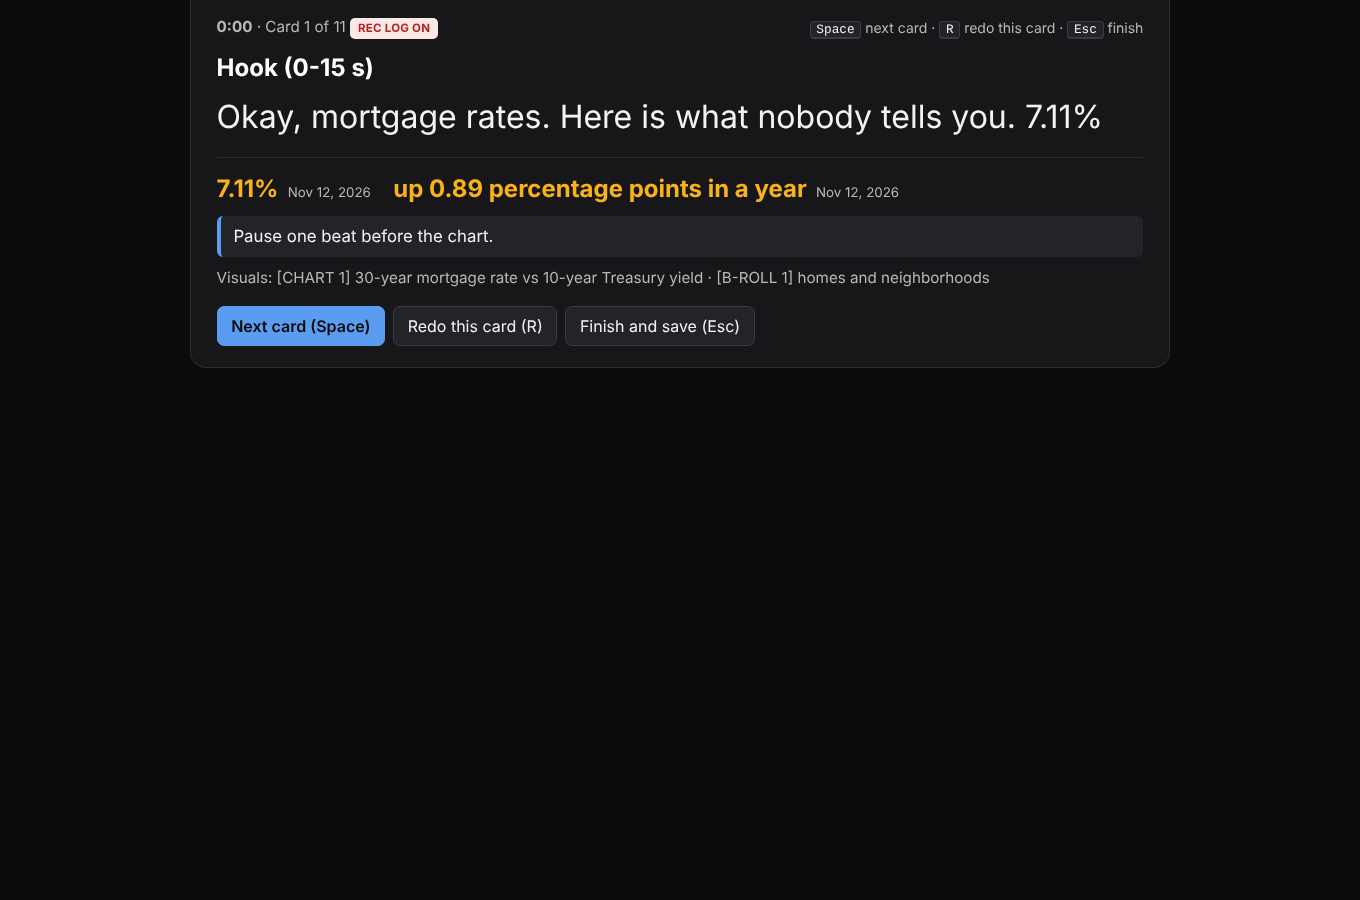 0:00 · Card 1 of 11 REC LOG ON Space next card · R redo this card · Esc finish
Hook (0-15 s)
Okay, mortgage rates. Here is what nobody tells you. 7.11%
7.11% Nov 12, 2026 up 0.89 percentage points in a year Nov 12, 2026
Pause one beat before the chart.
Visuals: [CHART 1] 30-year mortgage rate vs 10-year Treasury yield · [B-ROLL 1] homes and neighborhoods
Next card (Space) Redo this card (R) Finish and save (Esc)